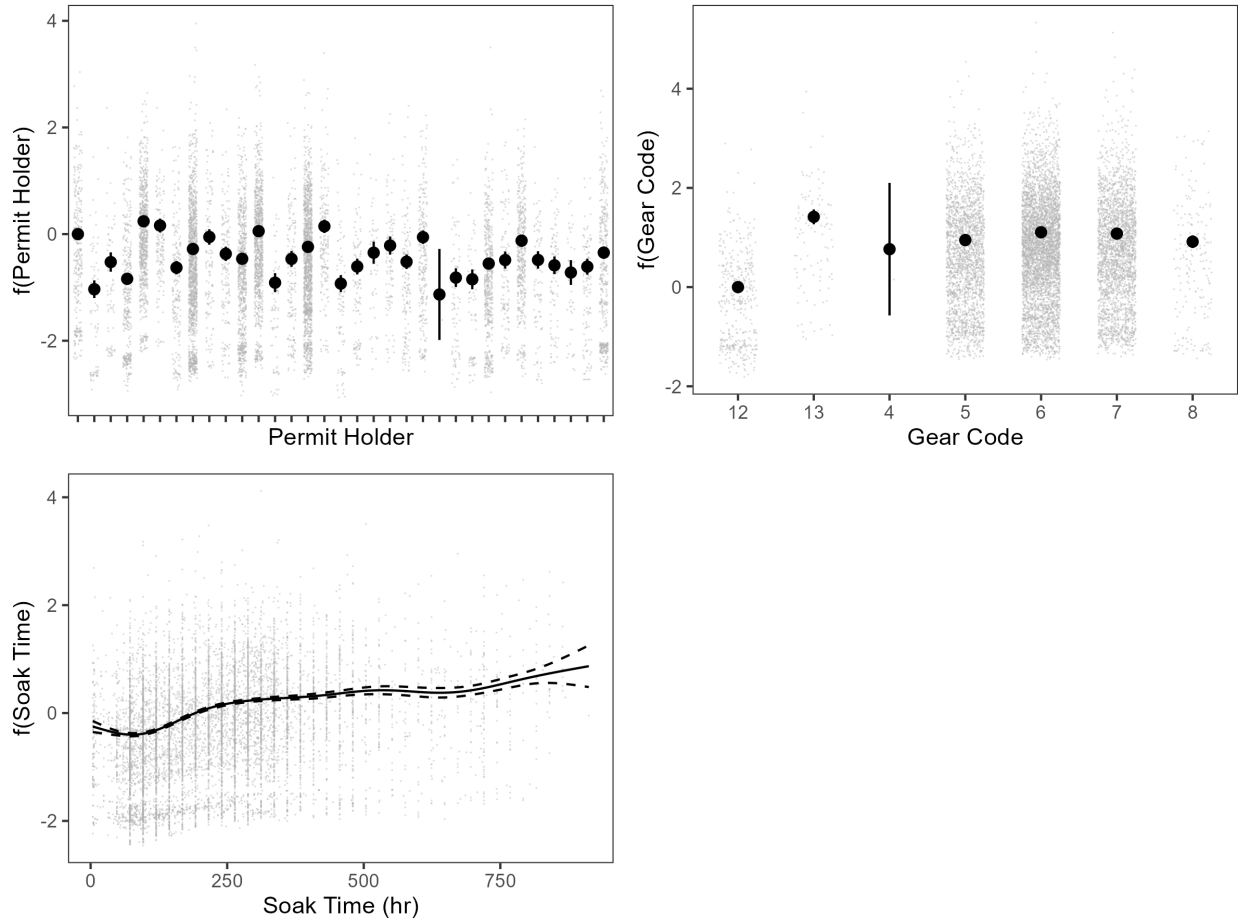 f(Permit Holder)
4
2
0
-2
Permit Holder
f(Gear Code)
4
2
0
-2
12 13 4 5 6 7 8
Gear Code
f(Soak Time)
4
2
0
-2
0 250 500 750
Soak Time (hr)